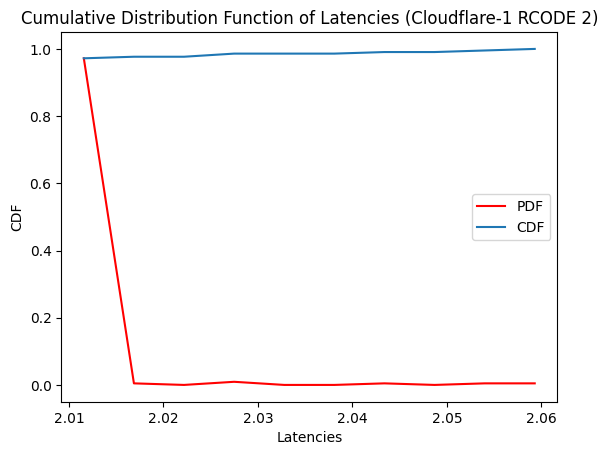 Cumulative Distribution Function of Latencies (Cloudflare-1 RCODE 2)
1.0
0.8
0.6
0.4
0.2
0.0
CDF
PDF
CDF
2.01 2.02 2.03 2.04 2.05 2.06
Latencies